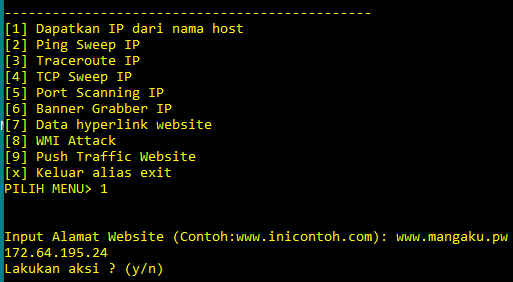 ----------------------------------------------
[1] Dapatkan IP dari nama host
[2] Ping Sweep IP
[3] Traceroute IP
[4] TCP Sweep IP
[5] Port Scanning IP
[6] Banner Grabber IP
[7] Data hyperlink website
[8] WMI Attack
[9] Push Traffic Website
[x] Keluar alias exit
PILIH MENU> 1
Input Alamat Website (Contoh:www.inicontoh.com): www.mangaku.pw
172.64.195.24
Lakukan aksi ? (y/n)